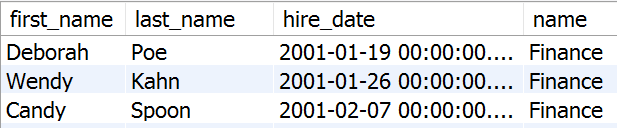 first_name last_name hire_date name
Deborah Poe 2001-01-19 00:00:00.... Finance
Wendy Kahn 2001-01-26 00:00:00.... Finance
Candy Spoon 2001-02-07 00:00:00.... Finance